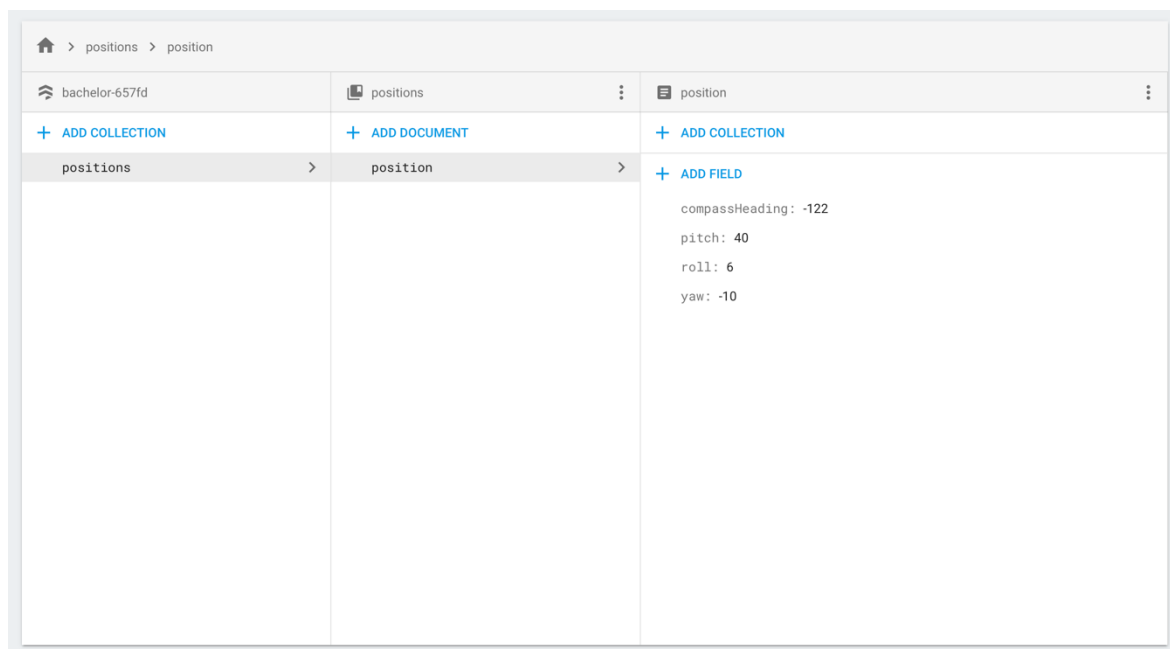 positions > position
bachelor-657fd
positions
position
+ ADD COLLECTION
+ ADD DOCUMENT
+ ADD COLLECTION
positions
position
+ ADD FIELD
compassHeading: -122
pitch: 40
roll: 6
yaw: -10